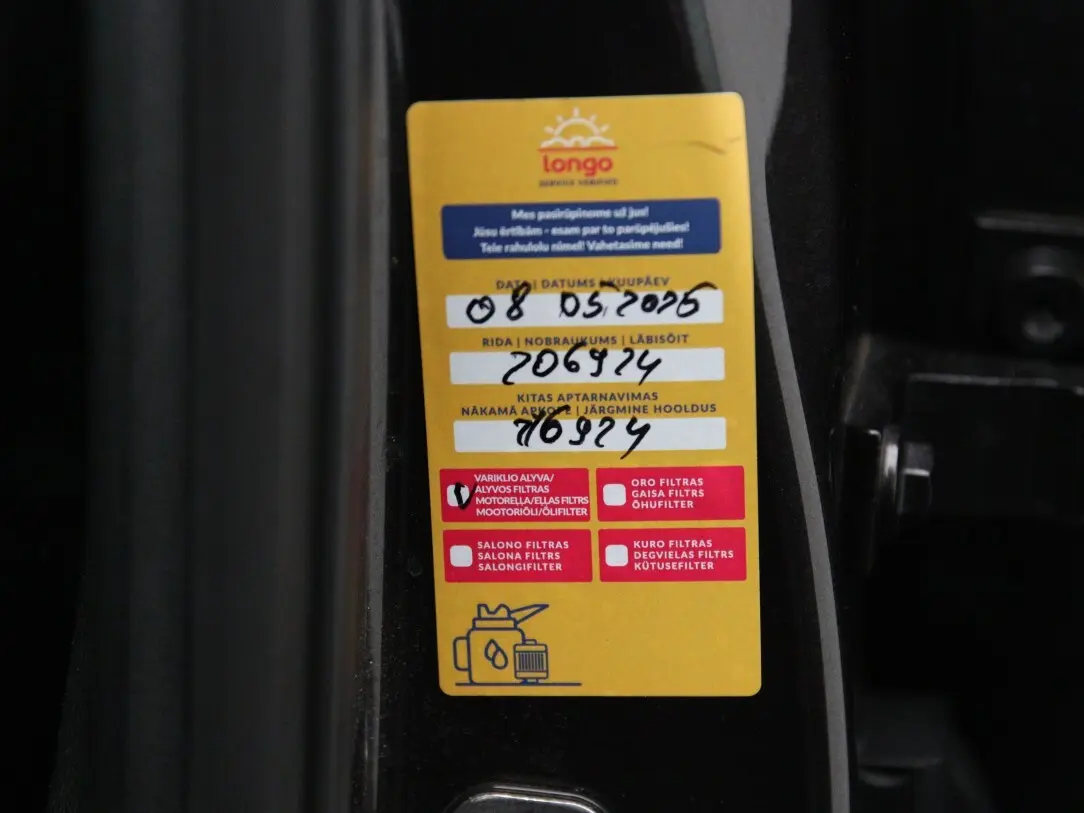 longo
Mes pasirūpinome už jus!
Jūsu ērtībām - esam par to parūpējušies!
Teie rahulolu nimel! Vahetasime need!
DATA | DATUMS | KUUPÄEV
08 05.2025
RIDA | NOBRAUKUMS | LÄBISÕIT
206924
KITAS APTARNAVIMAS
NĀKAMĀ APKOPE | JÄRGMINE HOOLDUS
216924
VARIKLIO ALYVA/
ALYVOS FILTRAS
MOTOREĻĻA/EĻĻAS FILTRS
MOOTORIÕLI/ÕLIFILTER
ORO FILTRAS
GAISA FILTRS
ÕHUFILTER
SALONO FILTRAS
SALONA FILTRS
SALONGIFILTER
KURO FILTRAS
DEGVIELAS FILTRS
KÜTUSEFILTER